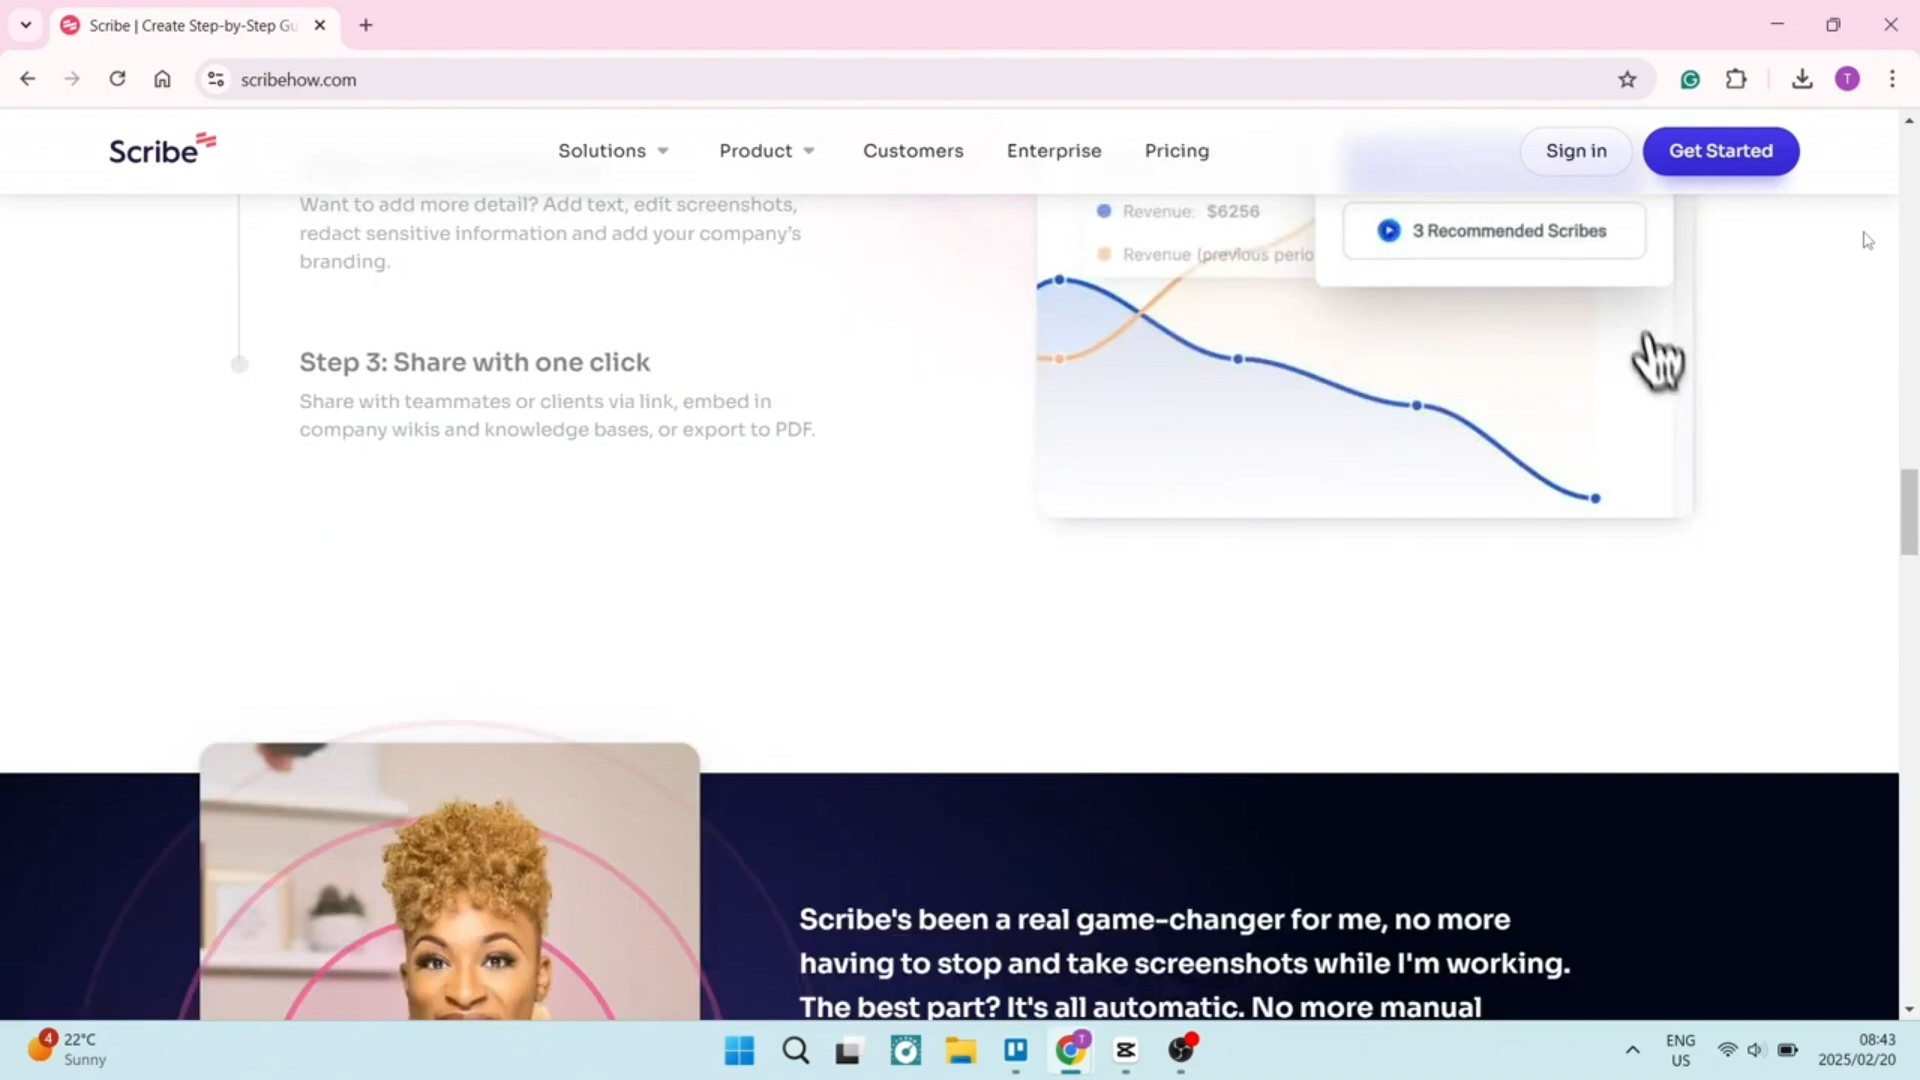 Scribe | Create Step-by-Step Gu
scribehow.com
T
Scribe
Solutions
Product
Customers
Enterprise
Pricing
Sign in
Get Started
Want to add more detail? Add text, edit screenshots,
redact sensitive information and add your company's
branding.
Step 3: Share with one click
Share with teammates or clients via link, embed in
company wikis and knowledge bases, or export to PDF.
Revenue: $6256
Revenue (previous perio
3 Recommended Scribes
Scribe's been a real game-changer for me, no more
having to stop and take screenshots while I'm working.
The best part? It's all automatic. No more manual
4
22°C
Sunny
T
ENG
US
08:43
2025/02/20